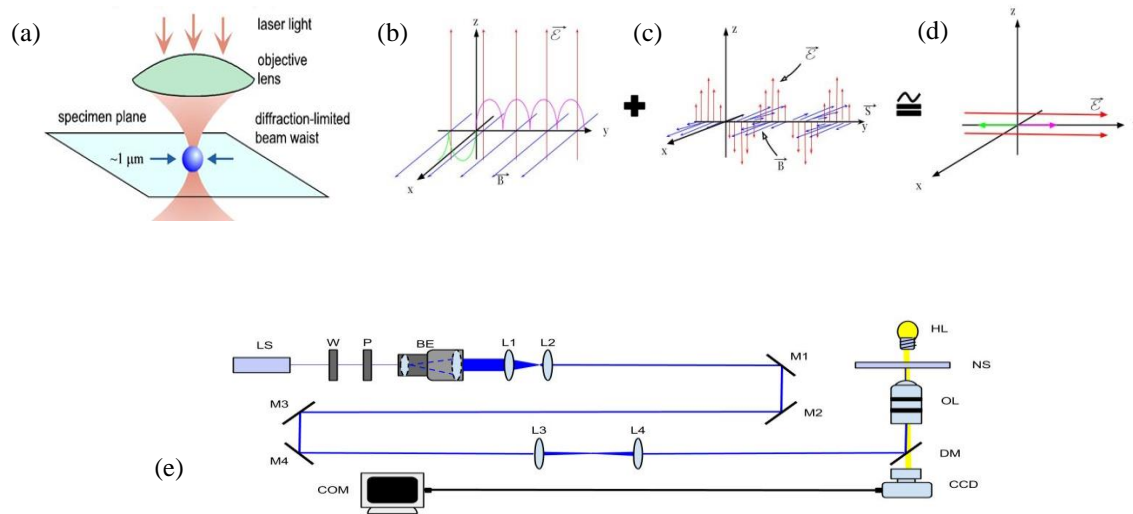 (a)
laser light
objective
lens
specimen plane
diffraction-limited
beam waist
~1 μm
(b)
z
ℰ
y
x
B
+
(c)
z
ℰ
S
y
x
B
≅
(d)
z
ℰ
x
(e)
LS
W
P
BE
L1
L2
M1
M2
M3
M4
L3
L4
HL
NS
OL
DM
CCD
COM